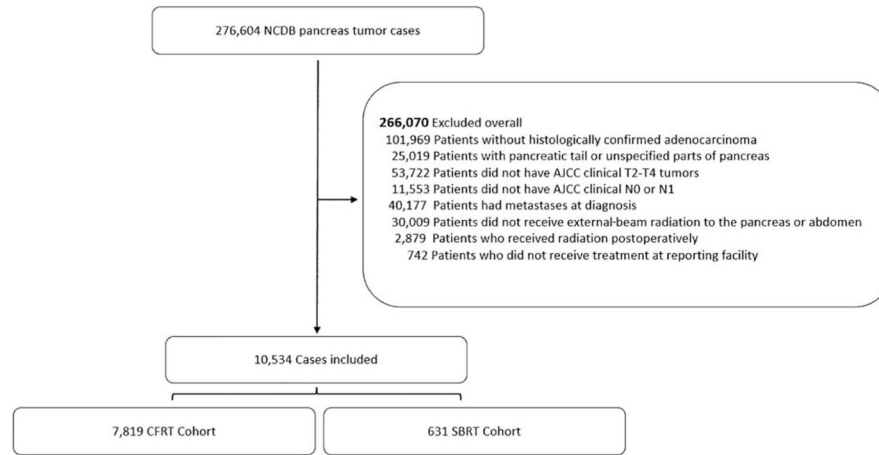 276,604 NCDB pancreas tumor cases
266,070 Excluded overall
101,969 Patients without histologically confirmed adenocarcinoma
25,019 Patients with pancreatic tail or unspecified parts of pancreas
53,722 Patients did not have AJCC clinical T2-T4 tumors
11,553 Patients did not have AJCC clinical N0 or N1
40,177 Patients had metastases at diagnosis
30,009 Patients did not receive external-beam radiation to the pancreas or abdomen
2,879 Patients who received radiation postoperatively
742 Patients who did not receive treatment at reporting facility
10,534 Cases included
7,819 CFRT Cohort
631 SBRT Cohort